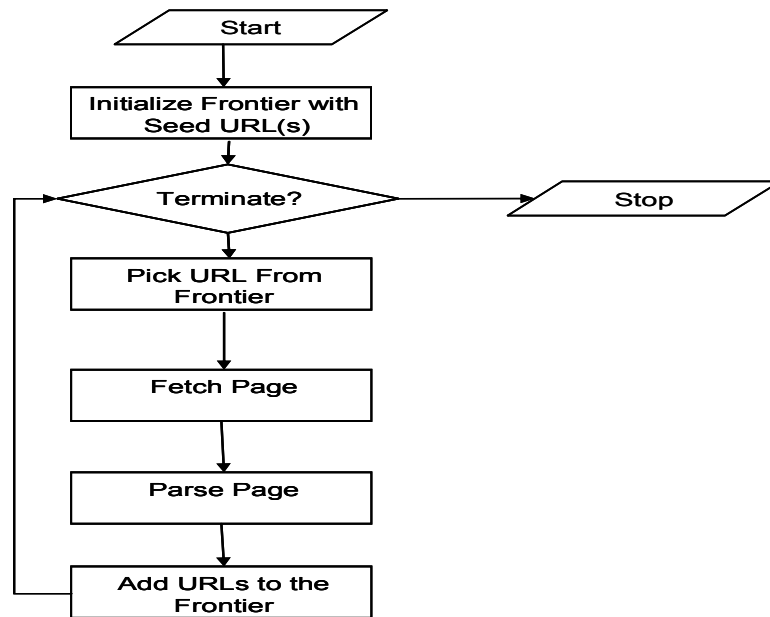 Start
Initialize Frontier with
Seed URL(s)
Terminate?
Stop
Pick URL From
Frontier
Fetch Page
Parse Page
Add URLs to the
Frontier